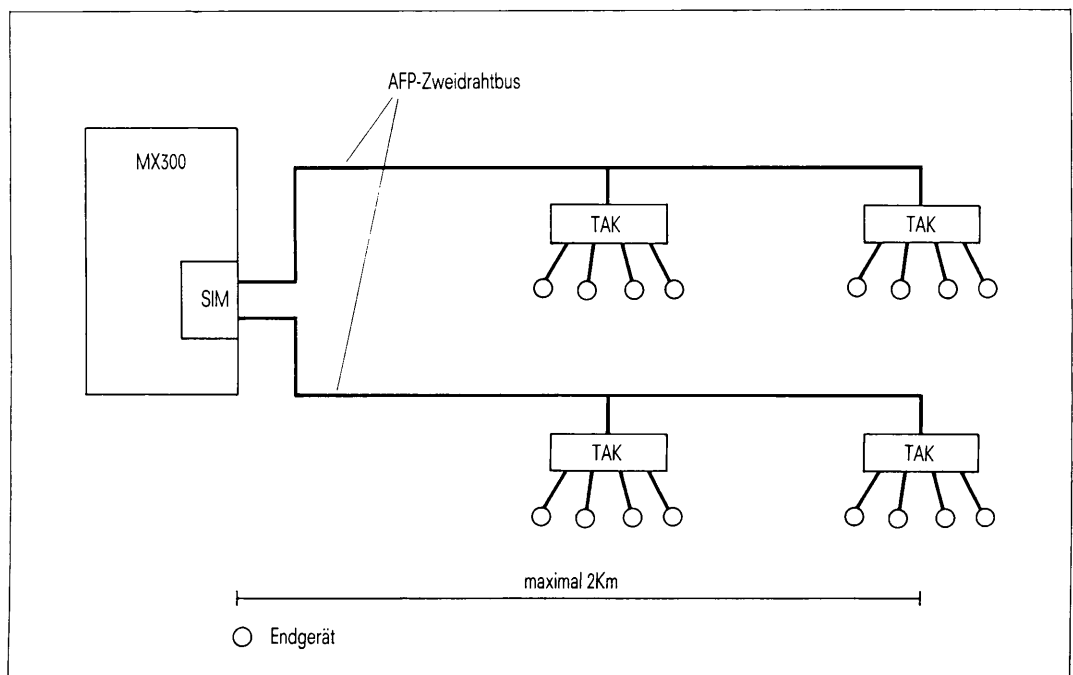 AFP-Zweidrahtbus
MX300
SIM
TAK
TAK
TAK
TAK
maximal 2Km
Endgerät